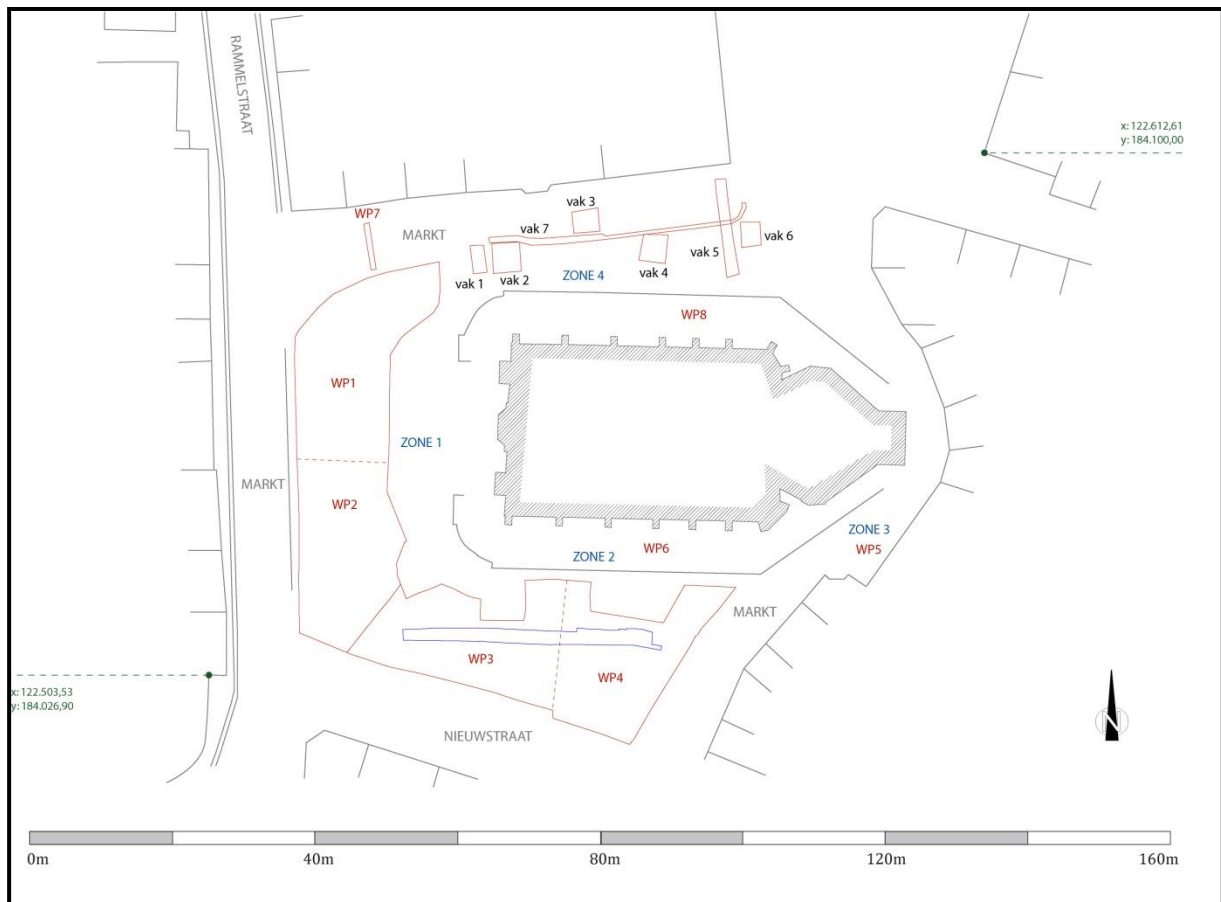 RAMMELSTRAAT
x: 122.612,61
y: 184.100,00
WP7
MARKT
vak 3
vak 7
vak 5
vak 6
vak 1
vak 2
ZONE 4
vak 4
WP8
WP1
ZONE 1
MARKT
WP2
ZONE 2
WP6
ZONE 3
WP5
MARKT
WP3
WP4
x: 122.503,53
y: 184.026,90
NIEUWSTRAAT
N
0m
40m
80m
120m
160m